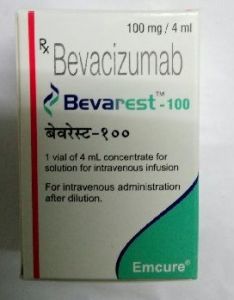 100 mg / 4 ml
Rx Bevacizumab
Bevarest™-100
बेवरेस्ट-१००
1 vial of 4 mL concentrate for
solution for intravenous infusion
For intravenous administration
after dilution.
Emcure®